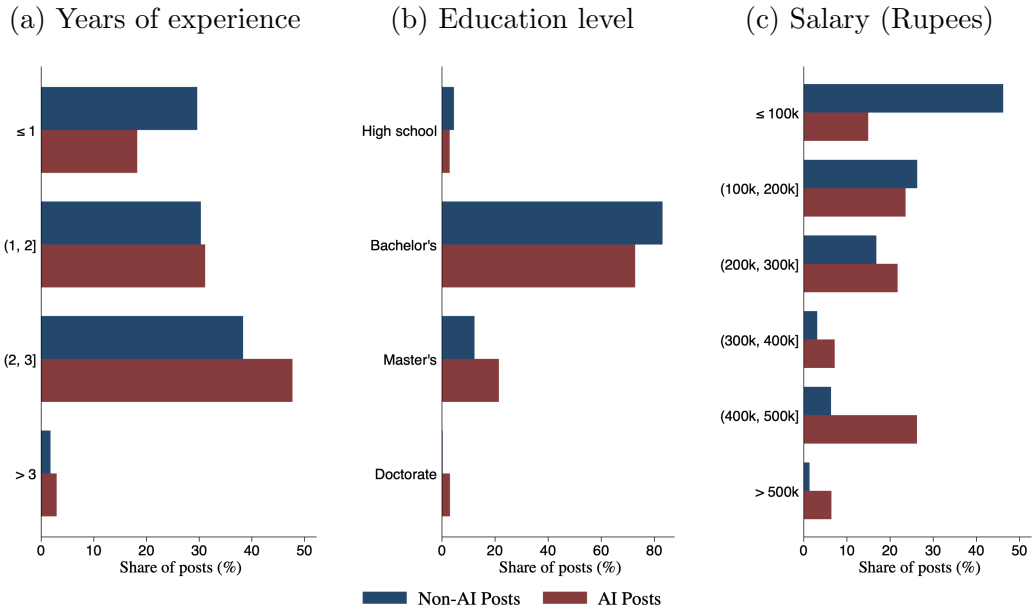 (a) Years of experience
≤ 1
(1, 2]
(2, 3]
> 3
0 10 20 30 40 50
Share of posts (%)
(b) Education level
High school
Bachelor's
Master's
Doctorate
0 20 40 60 80
Share of posts (%)
(c) Salary (Rupees)
≤ 100k
(100k, 200k]
(200k, 300k]
(300k, 400k]
(400k, 500k]
> 500k
0 10 20 30 40 50
Share of posts (%)
Non-AI Posts AI Posts